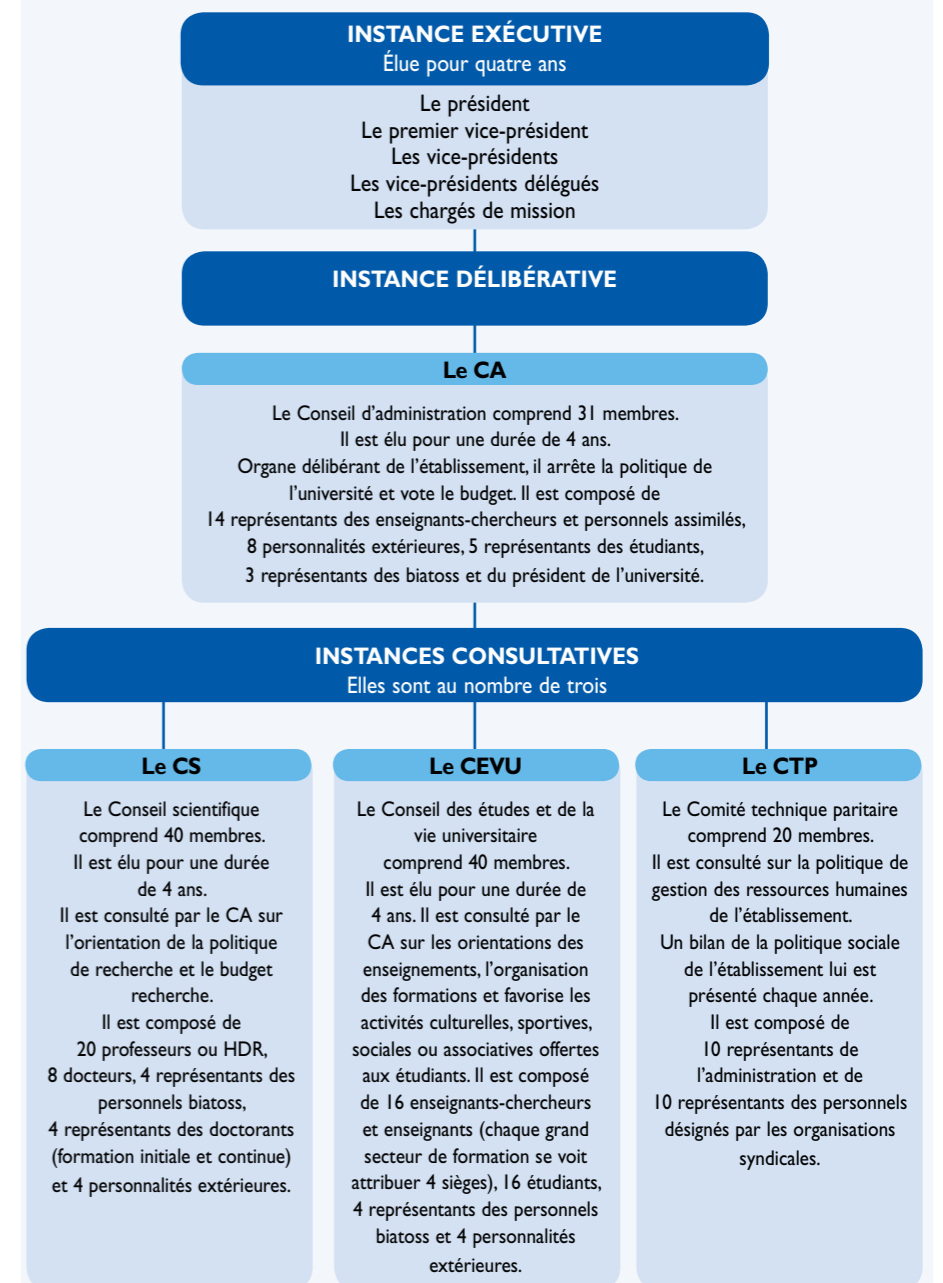 INSTANCE EXÉCUTIVE
Élue pour quatre ans
Le président
Le premier vice-président
Les vice-présidents
Les vice-présidents délégués
Les chargés de mission
INSTANCE DÉLIBÉRATIVE
Le CA
Le Conseil d’administration comprend 31 membres.
Il est élu pour une durée de 4 ans.
Organe délibérant de l’établissement, il arrête la politique de
l’université et vote le budget. Il est composé de
14 représentants des enseignants-chercheurs et personnels assimilés,
8 personnalités extérieures, 5 représentants des étudiants,
3 représentants des biatoss et du président de l’université.
INSTANCES CONSULTATIVES
Elles sont au nombre de trois
Le CS
Le Conseil scientifique
comprend 40 membres.
Il est élu pour une durée
de 4 ans.
Il est consulté par le CA sur
l’orientation de la politique
de recherche et le budget
recherche.
Il est composé de
20 professeurs ou HDR,
8 docteurs, 4 représentants des
personnels biatoss,
4 représentants des doctorants
(formation initiale et continue)
et 4 personnalités extérieures.
Le CEVU
Le Conseil des études et de la
vie universitaire
comprend 40 membres.
Il est élu pour une durée de
4 ans. Il est consulté par le
CA sur les orientations des
enseignements, l’organisation
des formations et favorise les
activités culturelles, sportives,
sociales ou associatives offertes
aux étudiants. Il est composé
de 16 enseignants-chercheurs
et enseignants (chaque grand
secteur de formation se voit
attribuer 4 sièges), 16 étudiants,
4 représentants des personnels
biatoss et 4 personnalités
extérieures.
Le CTP
Le Comité technique paritaire
comprend 20 membres.
Il est consulté sur la politique de
gestion des ressources humaines
de l’établissement.
Un bilan de la politique sociale
de l’établissement lui est
présenté chaque année.
Il est composé de
10 représentants de
l’administration et de
10 représentants des personnels
désignés par les organisations
syndicales.